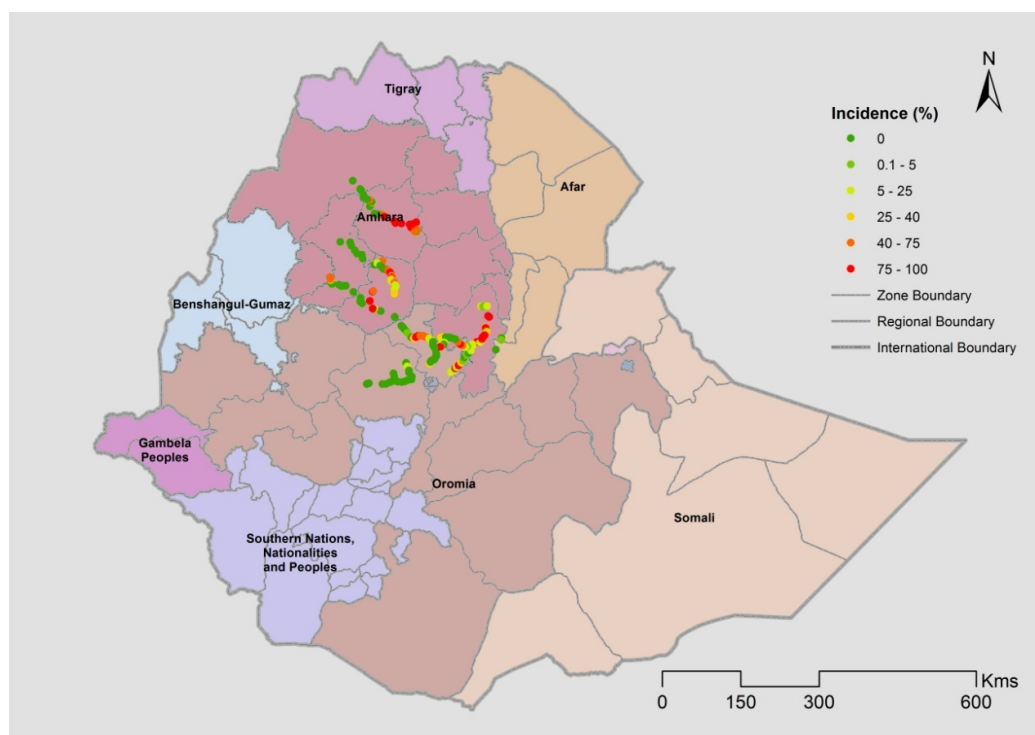 N
Incidence (%)
0
0.1 - 5
5 - 25
25 - 40
40 - 75
75 - 100
Zone Boundary
Regional Boundary
International Boundary
Tigray
Afar
Amhara
Benshangul-Gumaz
Gambela
Peoples
Oromia
Southern Nations,
Nationalities
and Peoples
Somali
Kms
0 150 300 600